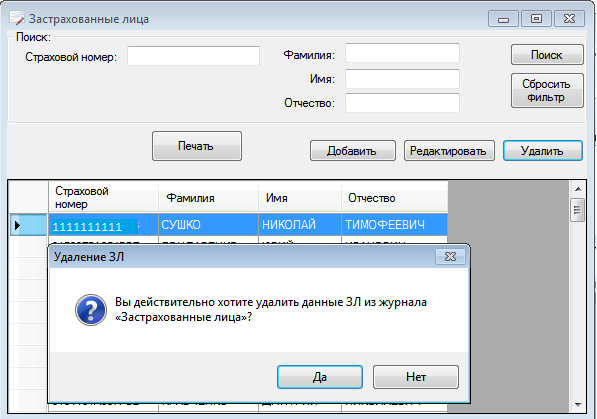 Застрахованные лица
Поиск:
Страховой номер:
Фамилия:
Имя:
Отчество:
Поиск
Сбросить
фильтр
Печать
Добавить
Редактировать
Удалить
Страховой
номер
Фамилия
Имя
Отчество
1111111111 СУШКО НИКОЛАЙ ТИМОФЕЕВИЧ
Удаление ЗЛ
Вы действительно хотите удалить данные ЗЛ из журнала
«Застрахованные лица»?
Да
Нет